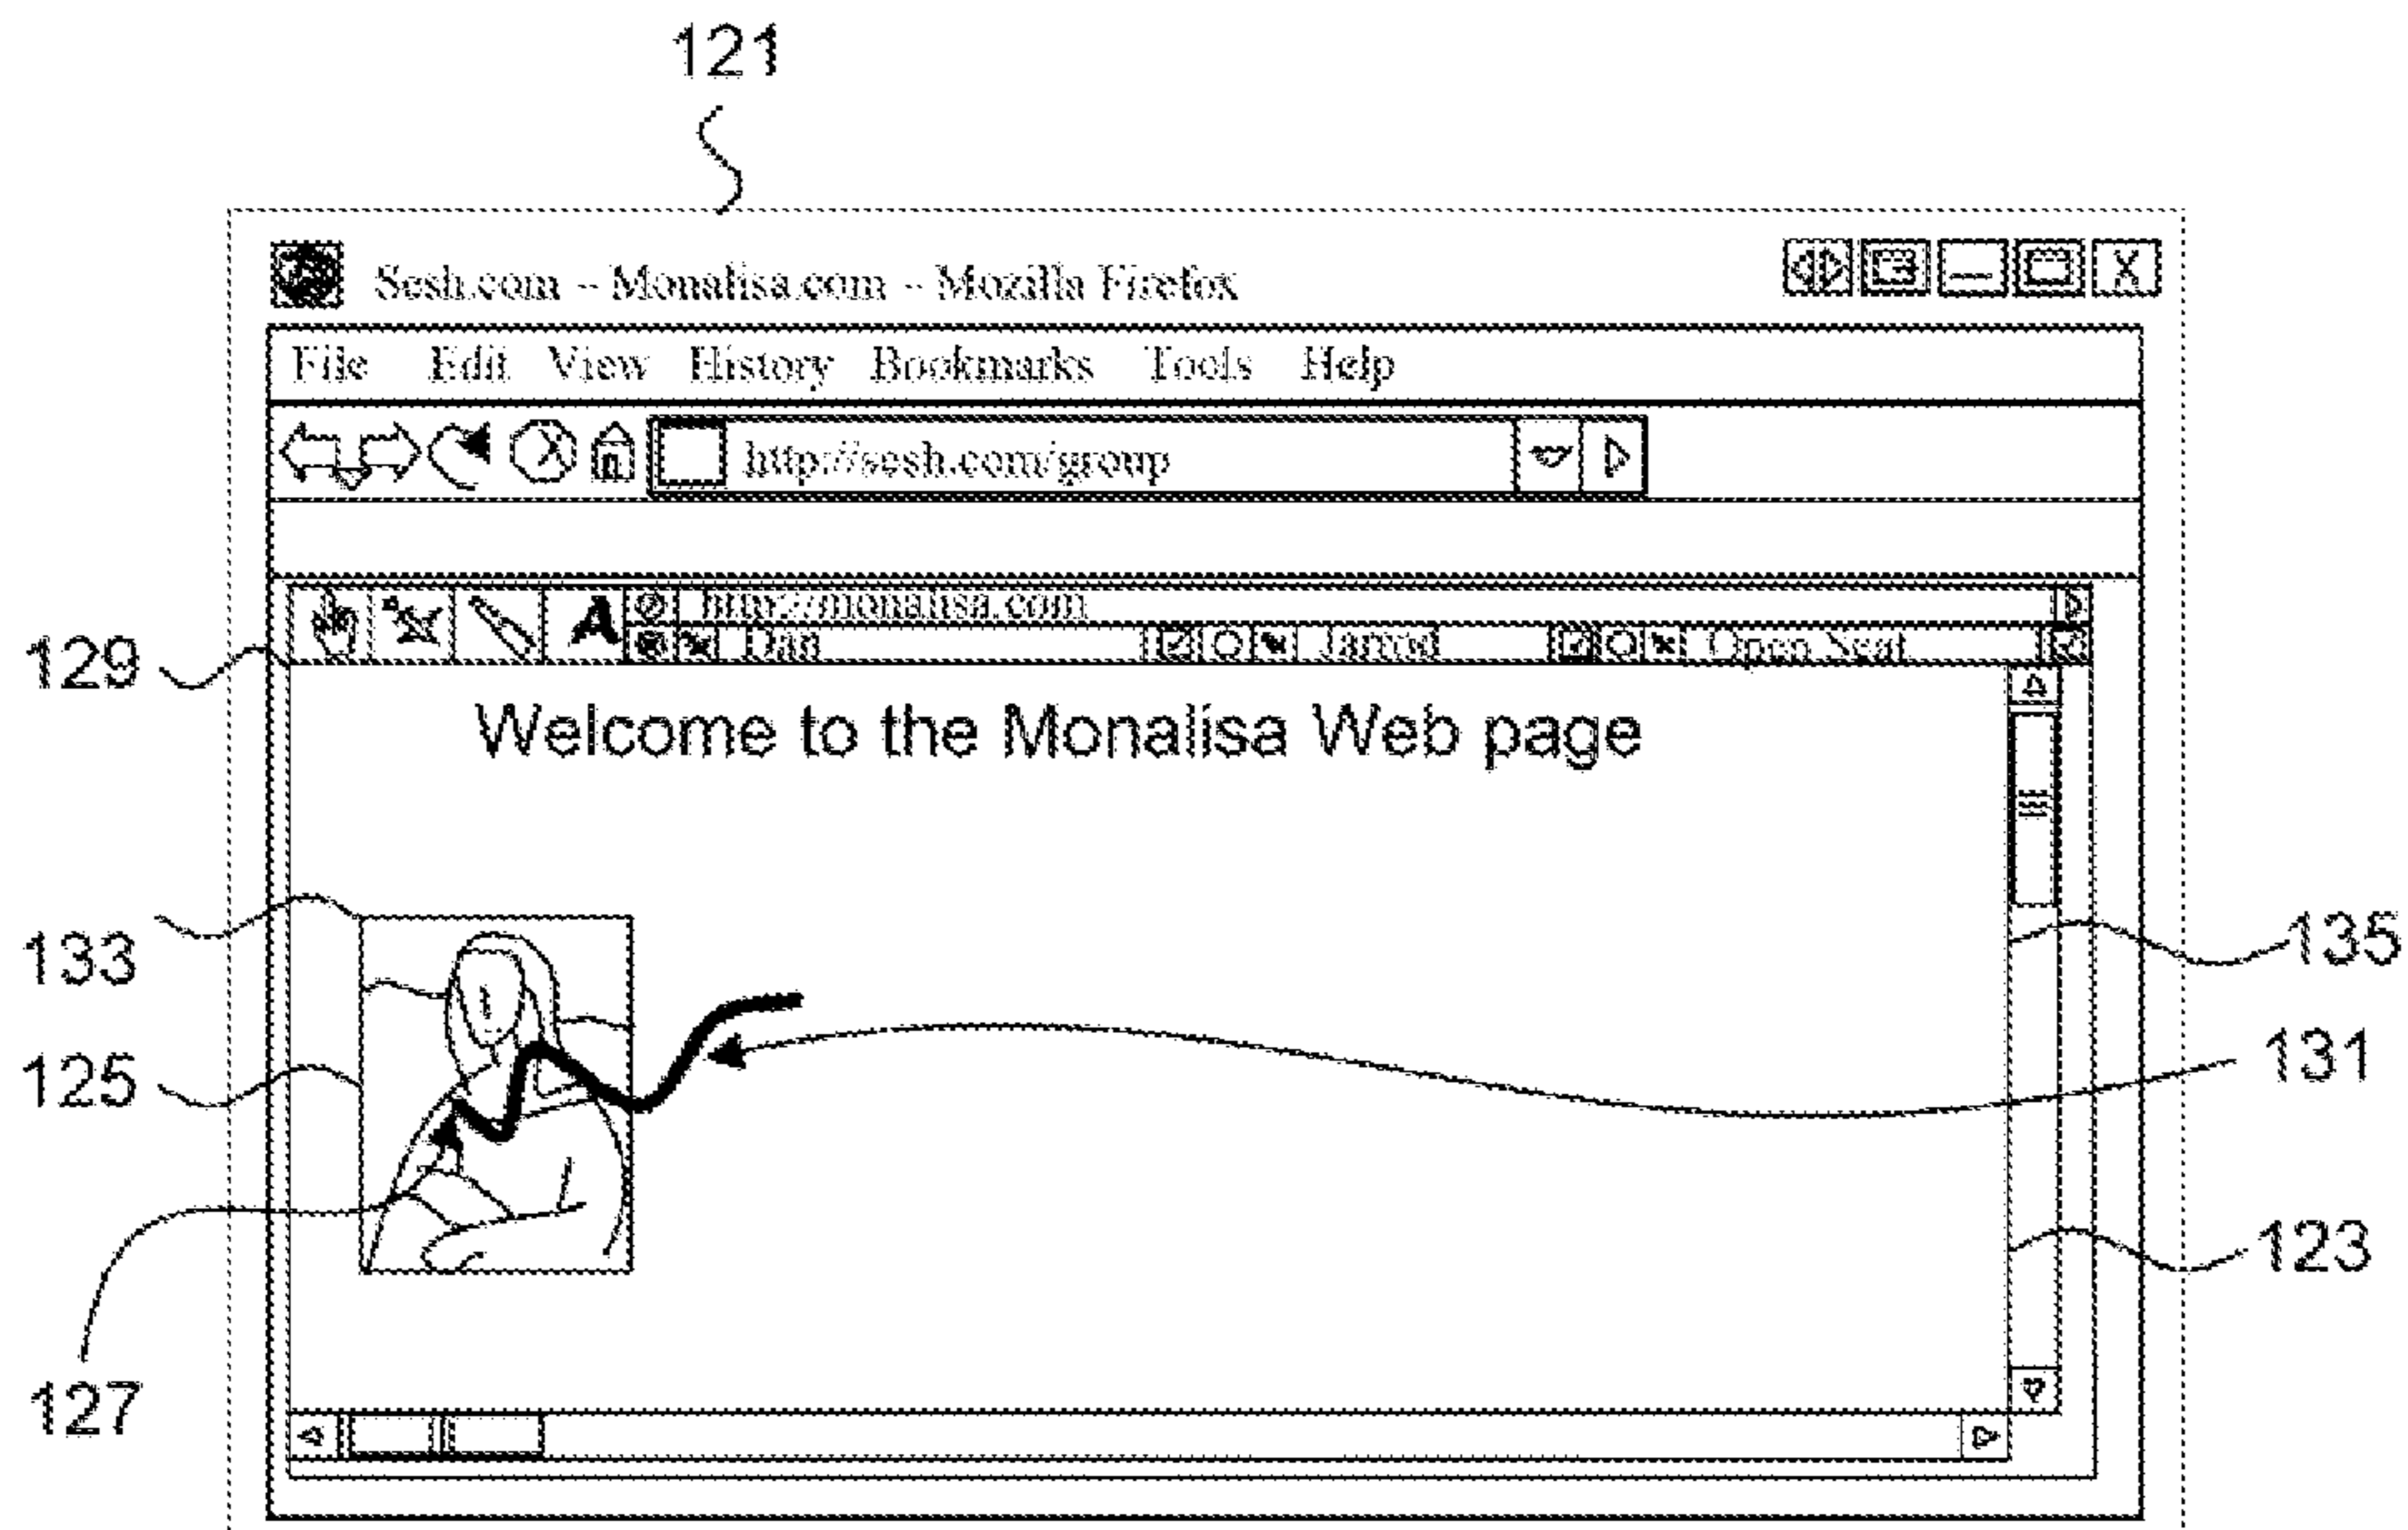 121
Sesh.com – Monalisa.com – Mozilla Firefox
File Edit View History Bookmarks Tools Help
http://sesh.com/group
A http://monalisa.com
Dan Jarrod Open Seat
129
Welcome to the Monalisa Web page
133
135
125
131
123
127